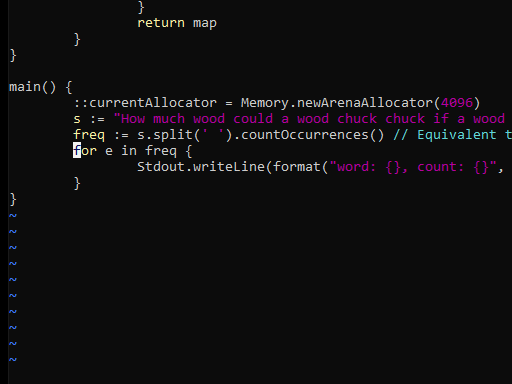 }
return map
}
}
main() {
::currentAllocator = Memory.newArenaAllocator(4096)
s := "How much wood could a wood chuck chuck if a wood
freq := s.split(' ').countOccurrences() // Equivalent t
for e in freq {
Stdout.writeLine(format("word: {}, count: {}",
}
}
~
~
~
~
~
~
~
~
~
~